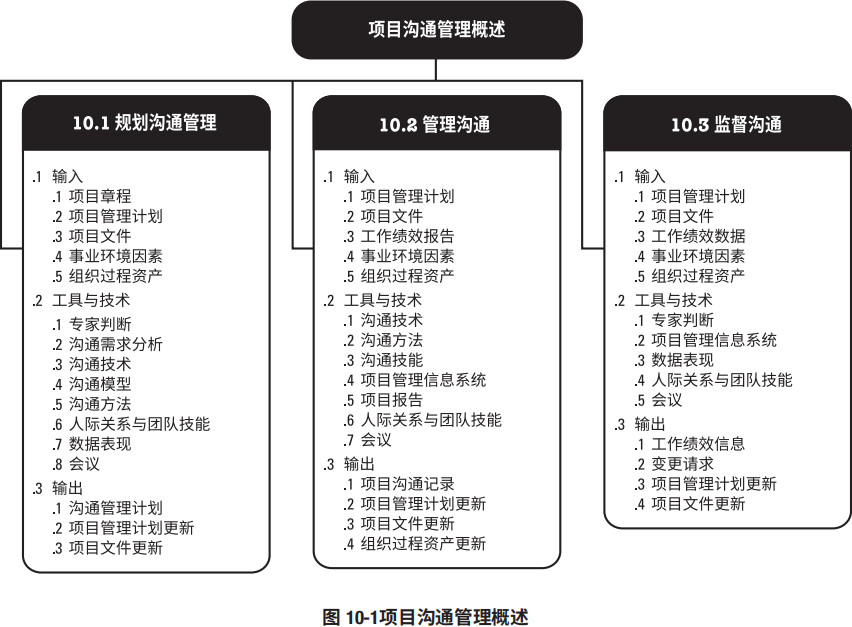 项目沟通管理概述
10.1 规划沟通管理
.1 输入
.1 项目章程
.2 项目管理计划
.3 项目文件
.4 事业环境因素
.5 组织过程资产
.2 工具与技术
.1 专家判断
.2 沟通需求分析
.3 沟通技术
.4 沟通模型
.5 沟通方法
.6 人际关系与团队技能
.7 数据表现
.8 会议
.3 输出
.1 沟通管理计划
.2 项目管理计划更新
.3 项目文件更新
10.2 管理沟通
.1 输入
.1 项目管理计划
.2 项目文件
.3 工作绩效报告
.4 事业环境因素
.5 组织过程资产
.2 工具与技术
.1 沟通技术
.2 沟通方法
.3 沟通技能
.4 项目管理信息系统
.5 项目报告
.6 人际关系与团队技能
.7 会议
.3 输出
.1 项目沟通记录
.2 项目管理计划更新
.3 项目文件更新
.4 组织过程资产更新
10.3 监督沟通
.1 输入
.1 项目管理计划
.2 项目文件
.3 工作绩效数据
.4 事业环境因素
.5 组织过程资产
.2 工具与技术
.1 专家判断
.2 项目管理信息系统
.3 数据表现
.4 人际关系与团队技能
.5 会议
.3 输出
.1 工作绩效信息
.2 变更请求
.3 项目管理计划更新
.4 项目文件更新
图 10-1项目沟通管理概述